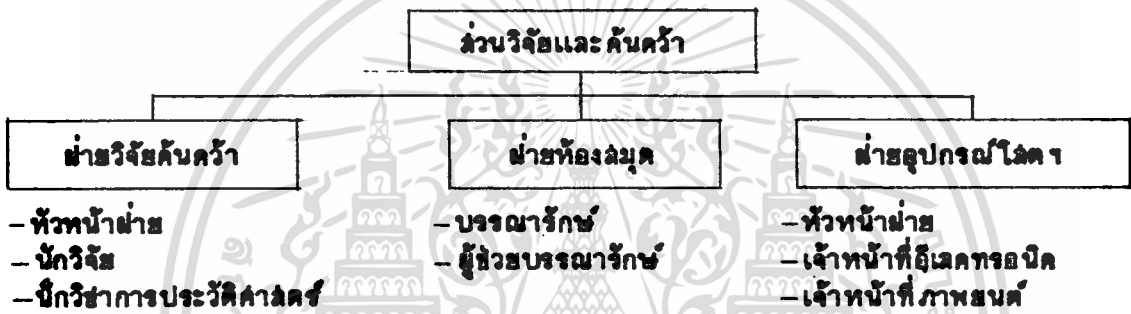 ส่วนวิจัยและค้นคว้า
ฝ่ายวิจัยค้นคว้า
ฝ่ายห้องสมุด
ฝ่ายอุปกรณ์โสตฯ
– หัวหน้าฝ่าย
– นักวิจัย
– นักวิชาการประวัติศาสตร์
– บรรณารักษ์
– ผู้ช่วยบรรณารักษ์
– หัวหน้าฝ่าย
– เจ้าหน้าที่อีเลคทรอนิค
– เจ้าหน้าที่ภาพยนต์